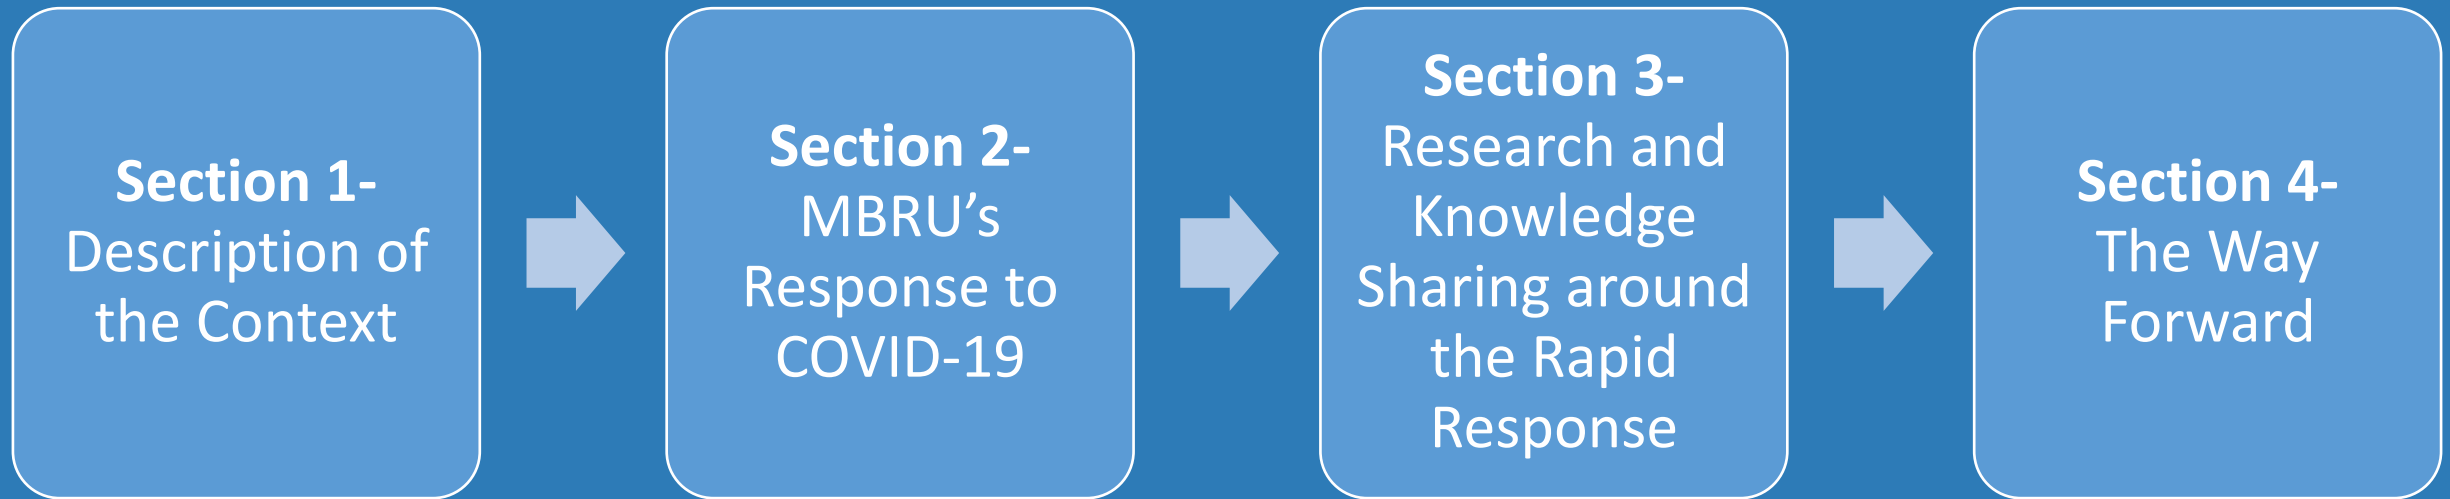 Section 1-
Description of
the Context
Section 2-
MBRU’s
Response to
COVID-19
Section 3-
Research and
Knowledge
Sharing around
the Rapid
Response
Section 4-
The Way
Forward